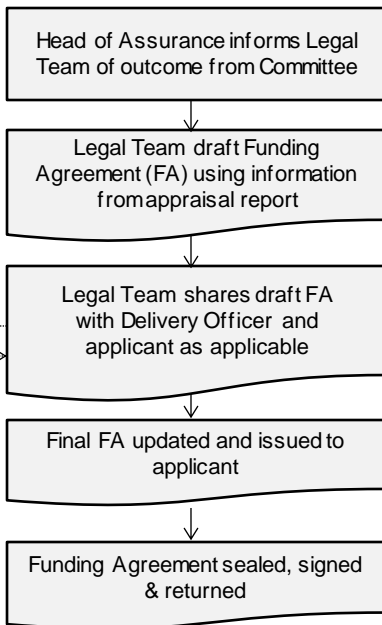 Head of Assurance informs Legal
Team of outcome from Committee
Legal Team draft Funding
Agreement (FA) using information
from appraisal report
Legal Team shares draft FA
with Delivery Officer and
applicant as applicable
Final FA updated and issued to
applicant
Funding Agreement sealed, signed
& returned